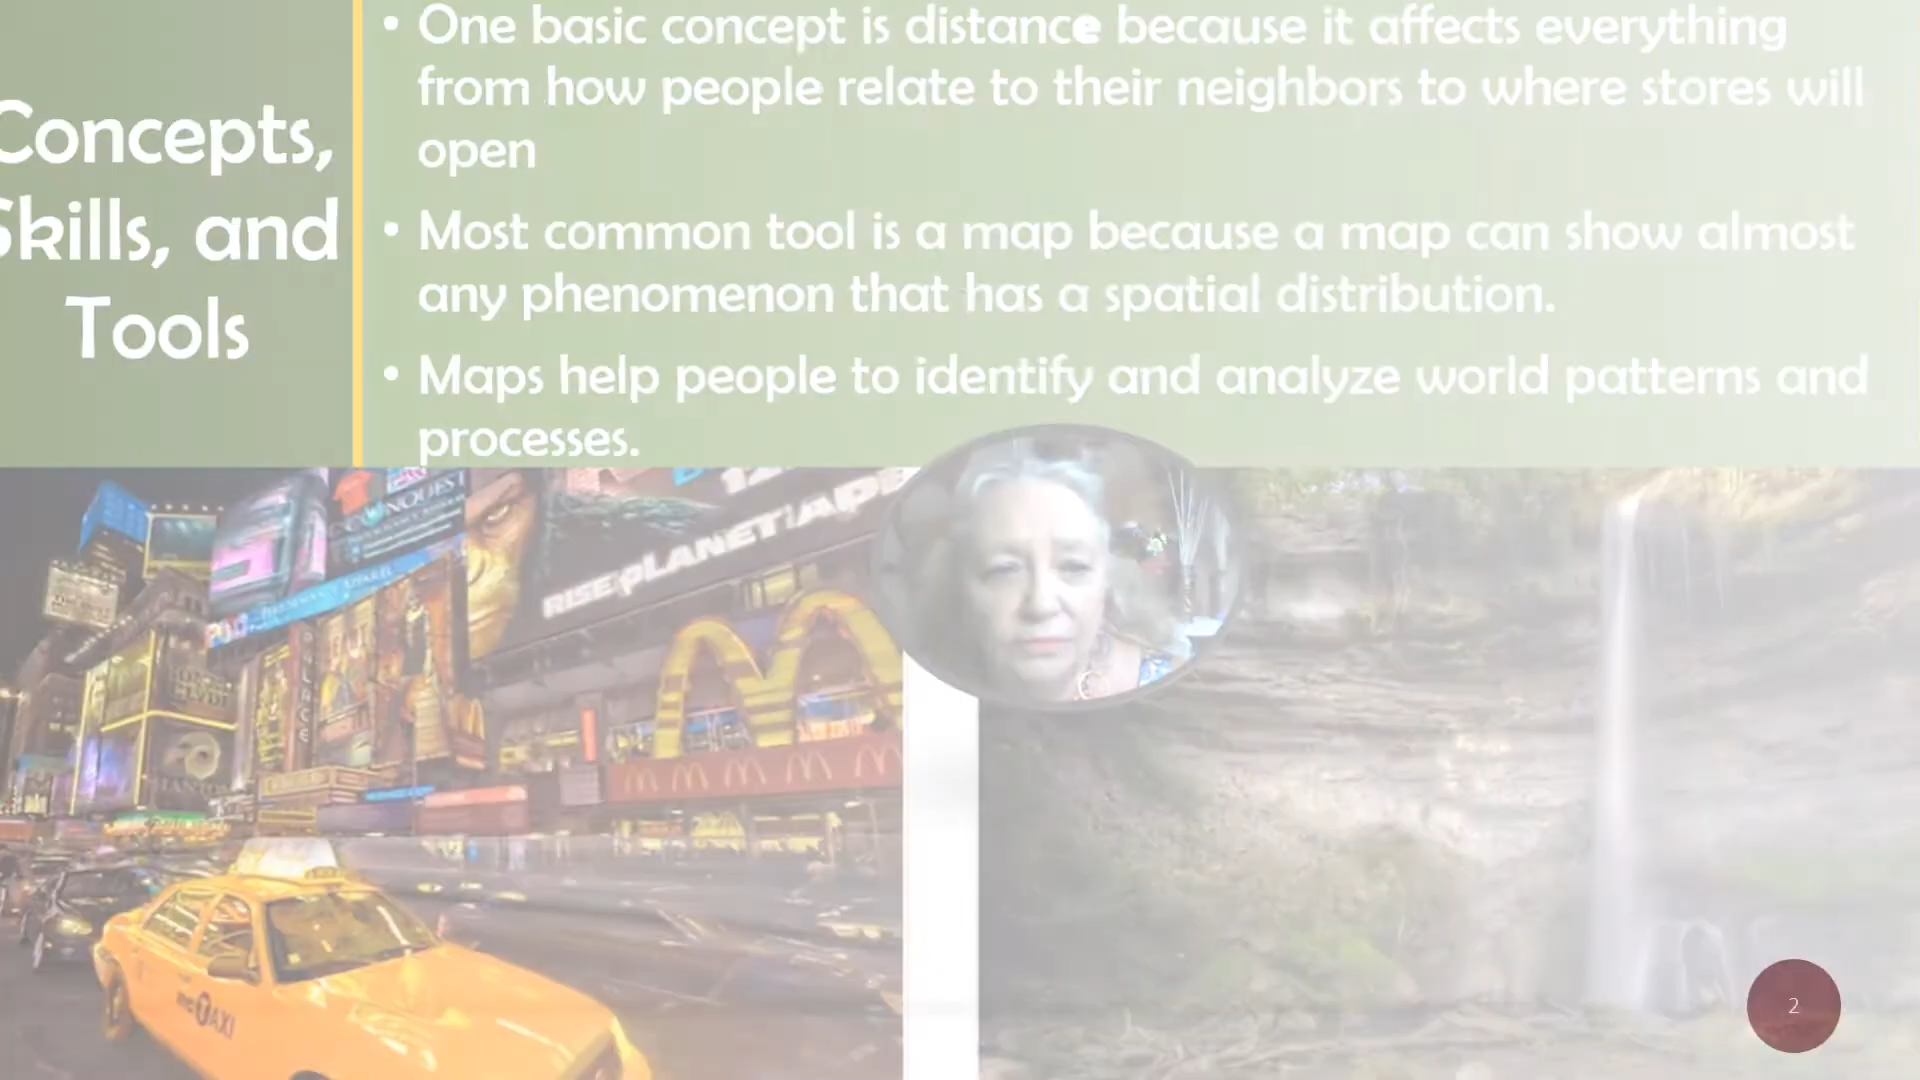 Concepts,
Skills, and
Tools
• One basic concept is distance because it affects everything
from how people relate to their neighbors to where stores will
open
• Most common tool is a map because a map can show almost
any phenomenon that has a spatial distribution.
• Maps help people to identify and analyze world patterns and
processes.
CONQUEST
RISE PLANET APE
APPAREL
TAXI
2